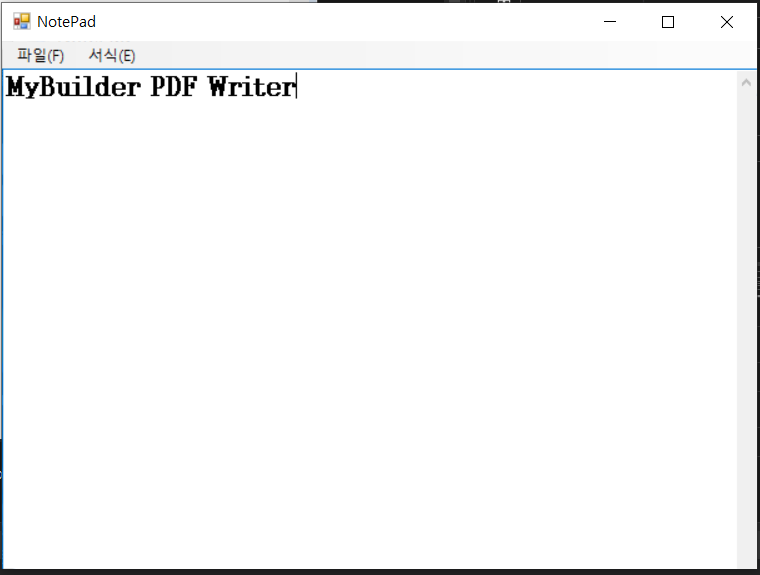 NotePad
파일(F) 서식(E)
MyBuilder PDF Writer